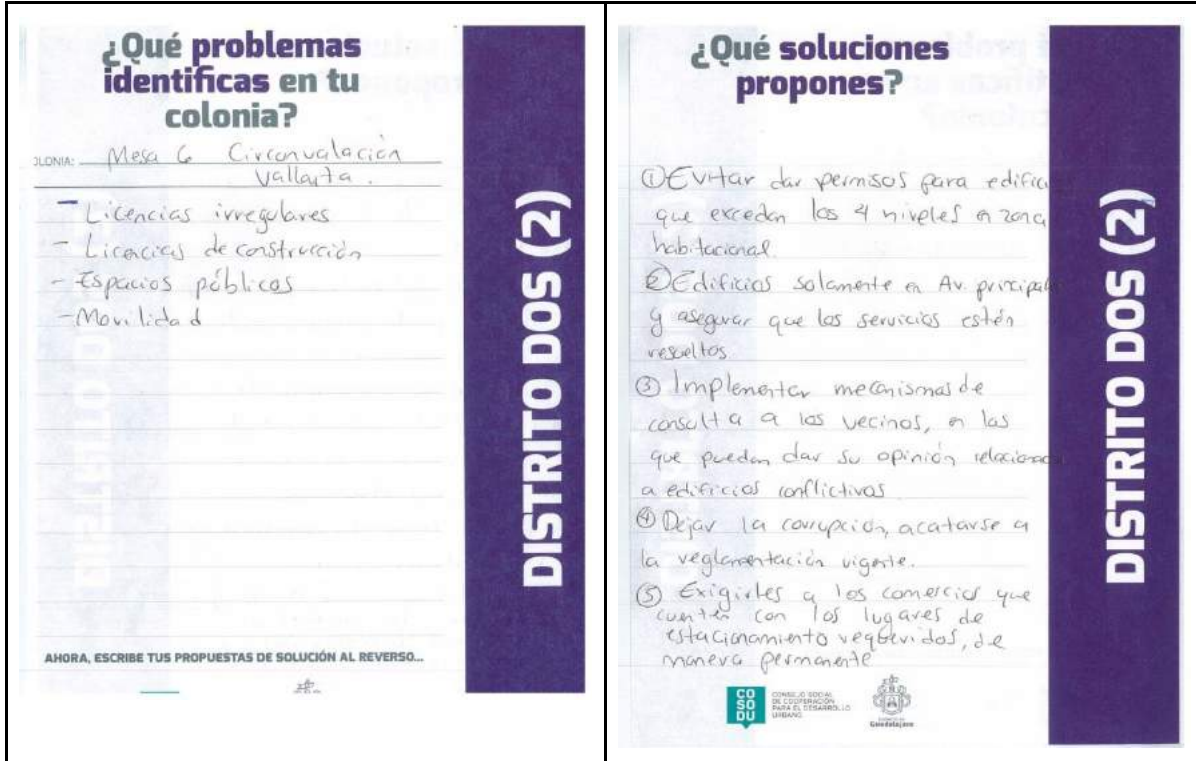 ¿Qué problemas
identificas en tu
colonia?
OLONIA: Mesa 6 Circonvalación
Vallarta.
- Licencias irregulares
- Licencias de construcción
- Espacios públicos
- Movilidad
AHORA, ESCRIBE TUS PROPUESTAS DE SOLUCIÓN AL REVERSO...
DISTRITO DOS (2)
¿Qué soluciones
propones?
① Evitar dar permisos para edifici
que excedan los 4 niveles en zona
habitacional.
② Edificios solamente en Av. principale
y asegurar que los servicios estén
resueltos
③ Implementar mecanismos de
consulta a los vecinos, en las
que puedan dar su opinión relacionada
a edificios conflictivos
④ Dejar la corrupción, acatarse a
la reglamentación vigente.
⑤ Exigirles a los comercios que
cuenten con los lugares de
estacionamiento requeridos, de
manera permanente
CO
SO
DU
CONSEJO SOCIAL
DE COOPERACIÓN
PARA EL DESARROLLO
URBANO
Guadalajara
DISTRITO DOS (2)